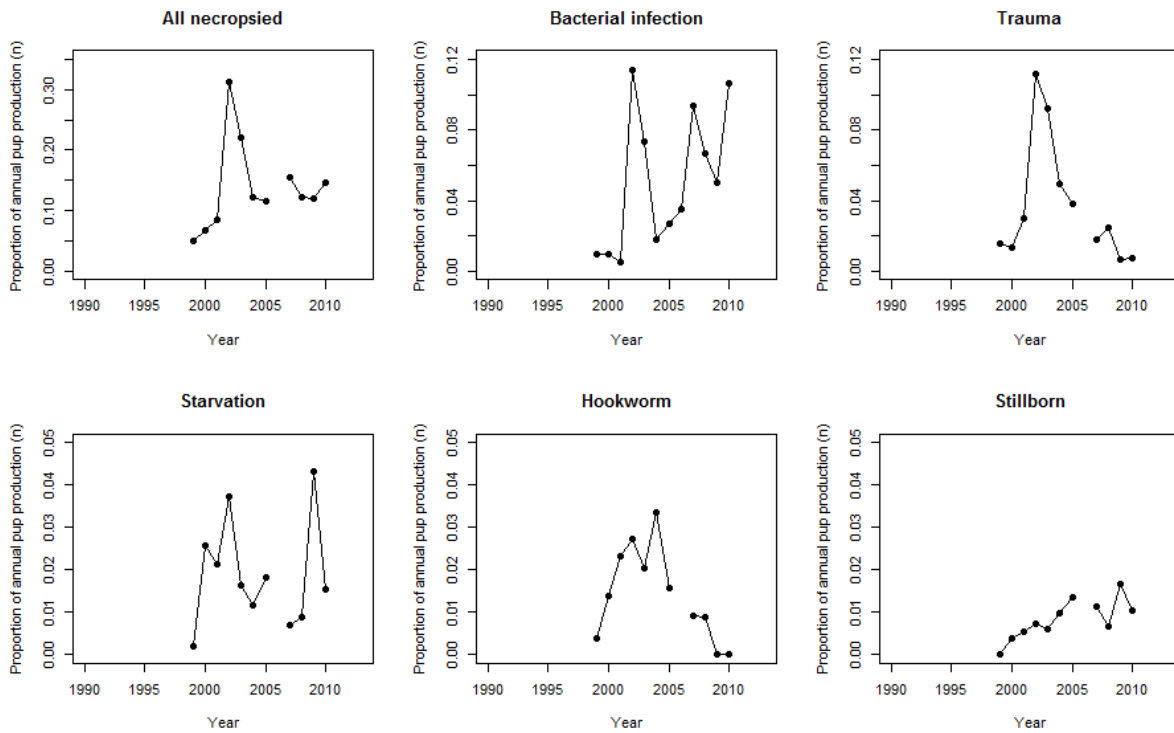 All necropsied
Proportion of annual pup production (n)
0.00 0.10 0.20 0.30
1990 1995 2000 2005 2010
Year
Bacterial infection
Proportion of annual pup production (n)
0.00 0.04 0.08 0.12
1990 1995 2000 2005 2010
Year
Trauma
Proportion of annual pup production (n)
0.00 0.04 0.08 0.12
1990 1995 2000 2005 2010
Year
Starvation
Proportion of annual pup production (n)
0.00 0.01 0.02 0.03 0.04 0.05
1990 1995 2000 2005 2010
Year
Hookworm
Proportion of annual pup production (n)
0.00 0.01 0.02 0.03 0.04 0.05
1990 1995 2000 2005 2010
Year
Stillborn
Proportion of annual pup production (n)
0.00 0.01 0.02 0.03 0.04 0.05
1990 1995 2000 2005 2010
Year